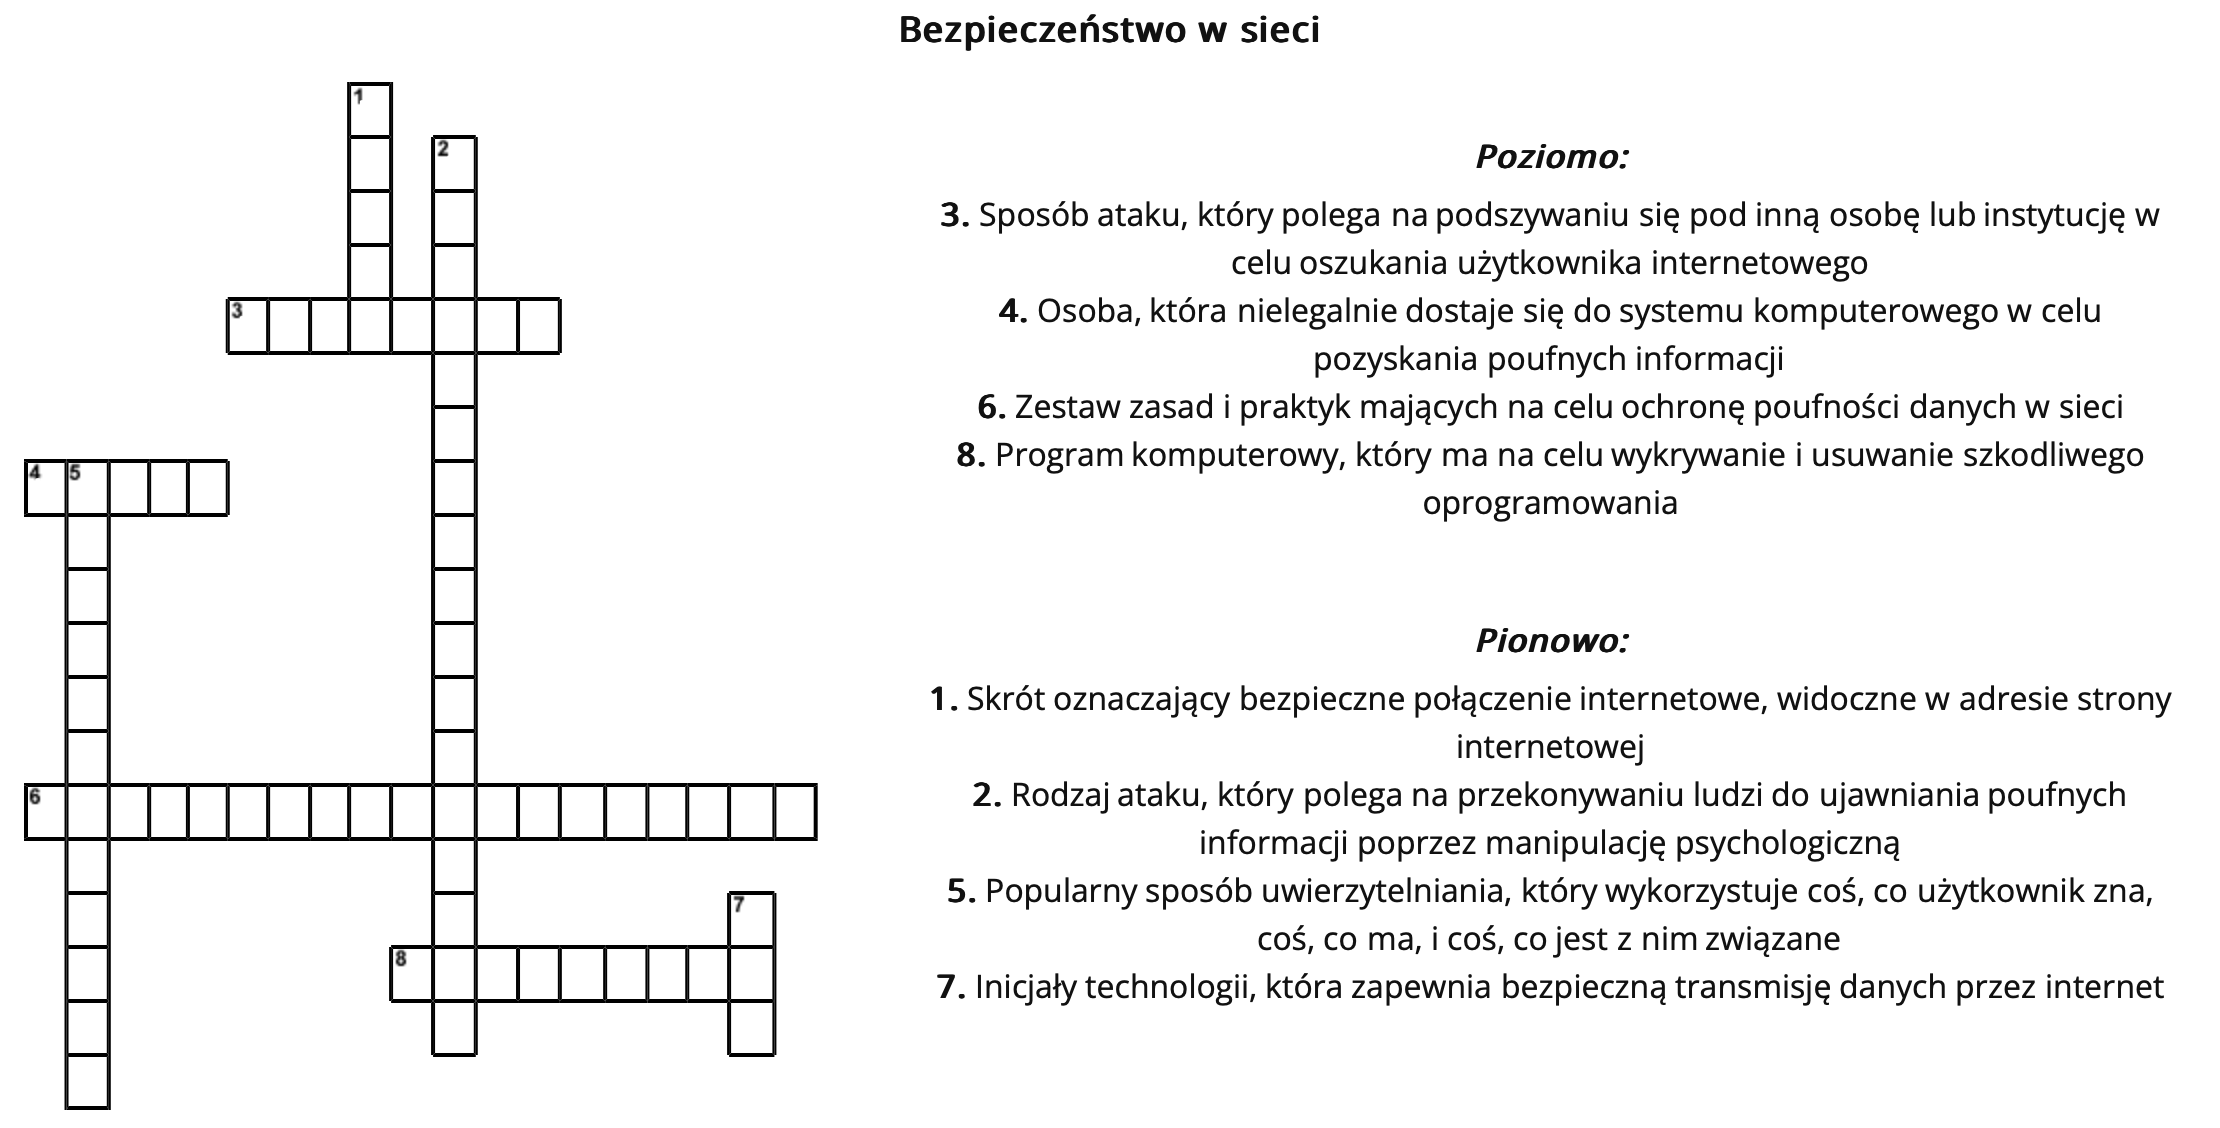 Bezpieczeństwo w sieci
1
2
3
4 5
6
7
8
Poziomo:
3. Sposób ataku, który polega na podszywaniu się pod inną osobę lub instytucję w
celu oszukania użytkownika internetowego
4. Osoba, która nielegalnie dostaje się do systemu komputerowego w celu
pozyskania poufnych informacji
6. Zestaw zasad i praktyk mających na celu ochronę poufności danych w sieci
8. Program komputerowy, który ma na celu wykrywanie i usuwanie szkodliwego
oprogramowania
Pionowo:
1. Skrót oznaczający bezpieczne połączenie internetowe, widoczne w adresie strony
internetowej
2. Rodzaj ataku, który polega na przekonywaniu ludzi do ujawniania poufnych
informacji poprzez manipulację psychologiczną
5. Popularny sposób uwierzytelniania, który wykorzystuje coś, co użytkownik zna,
coś, co ma, i coś, co jest z nim związane
7. Inicjały technologii, która zapewnia bezpieczną transmisję danych przez internet